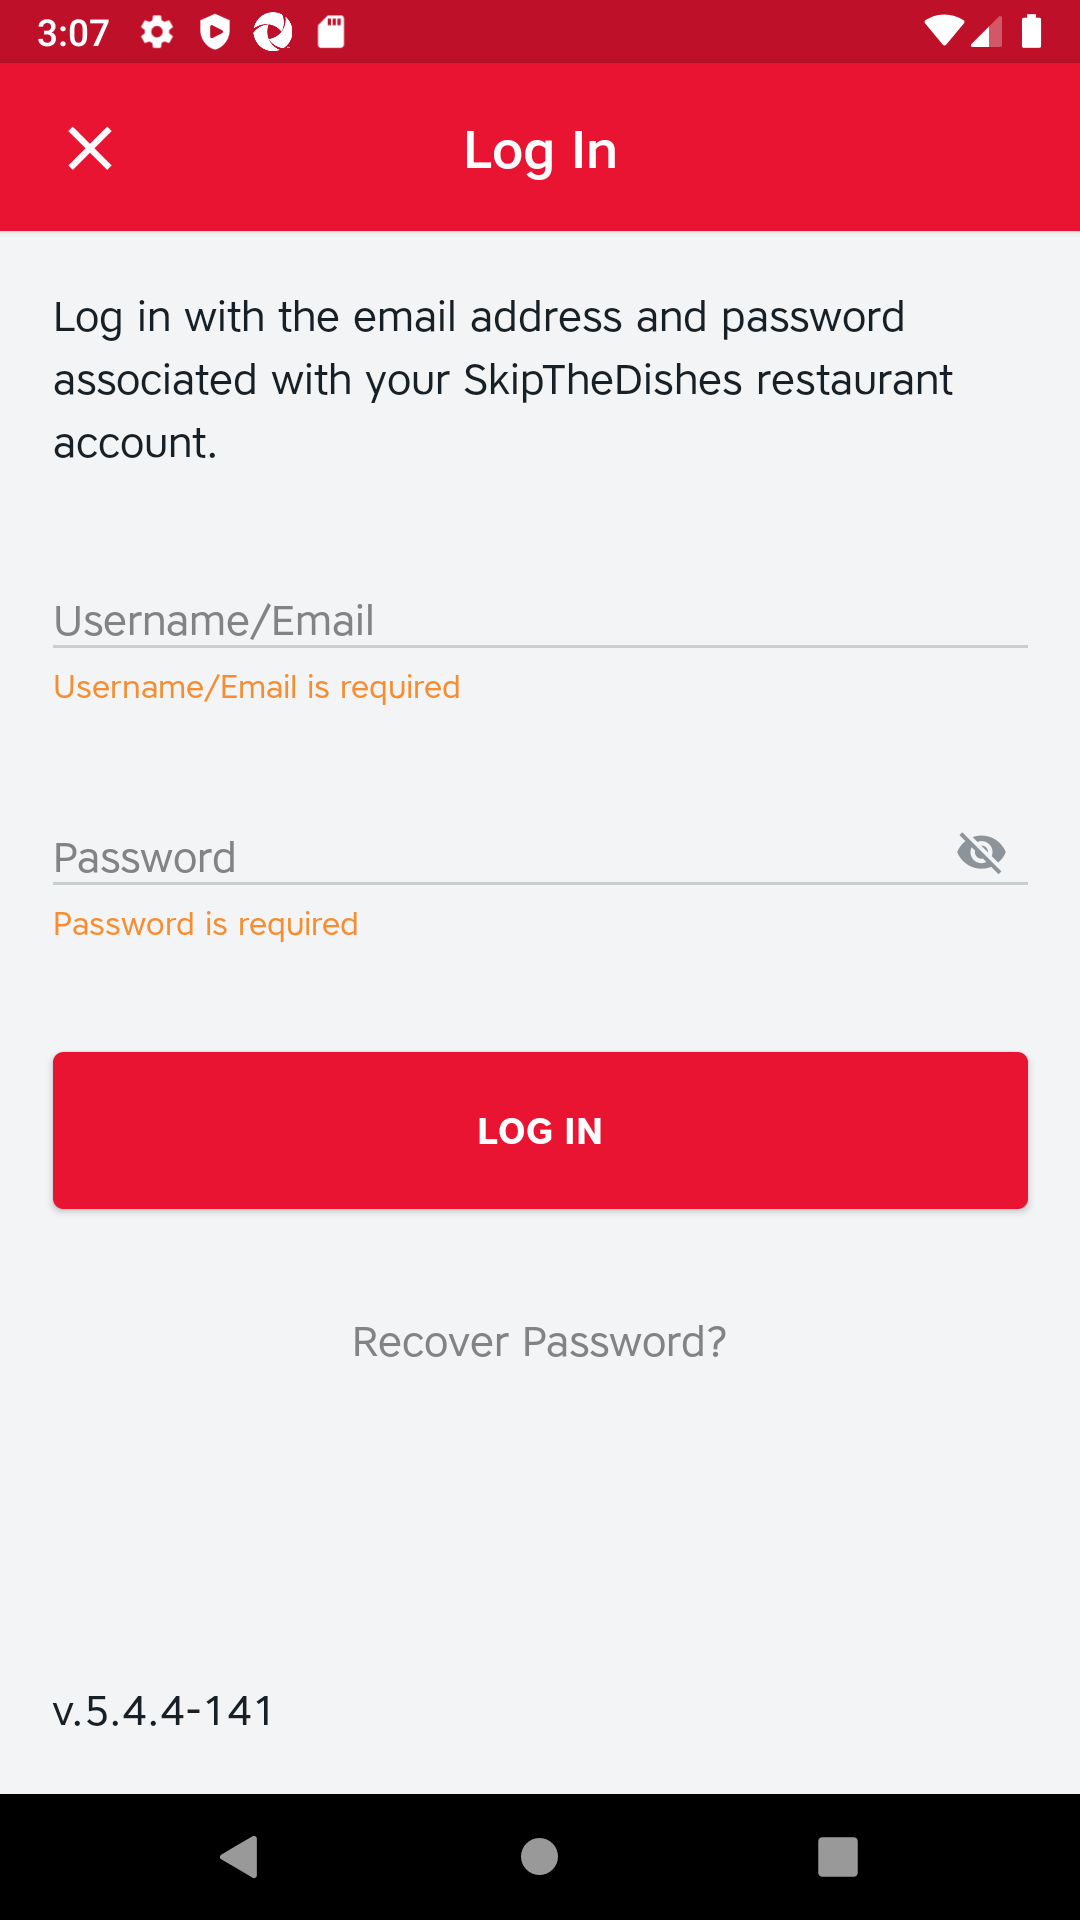 3:07
Log In
Log in with the email address and password
associated with your SkipTheDishes restaurant
account.
Username/Email
Username/Email is required
Password
Password is required
LOG IN
Recover Password?
v.5.4.4-141